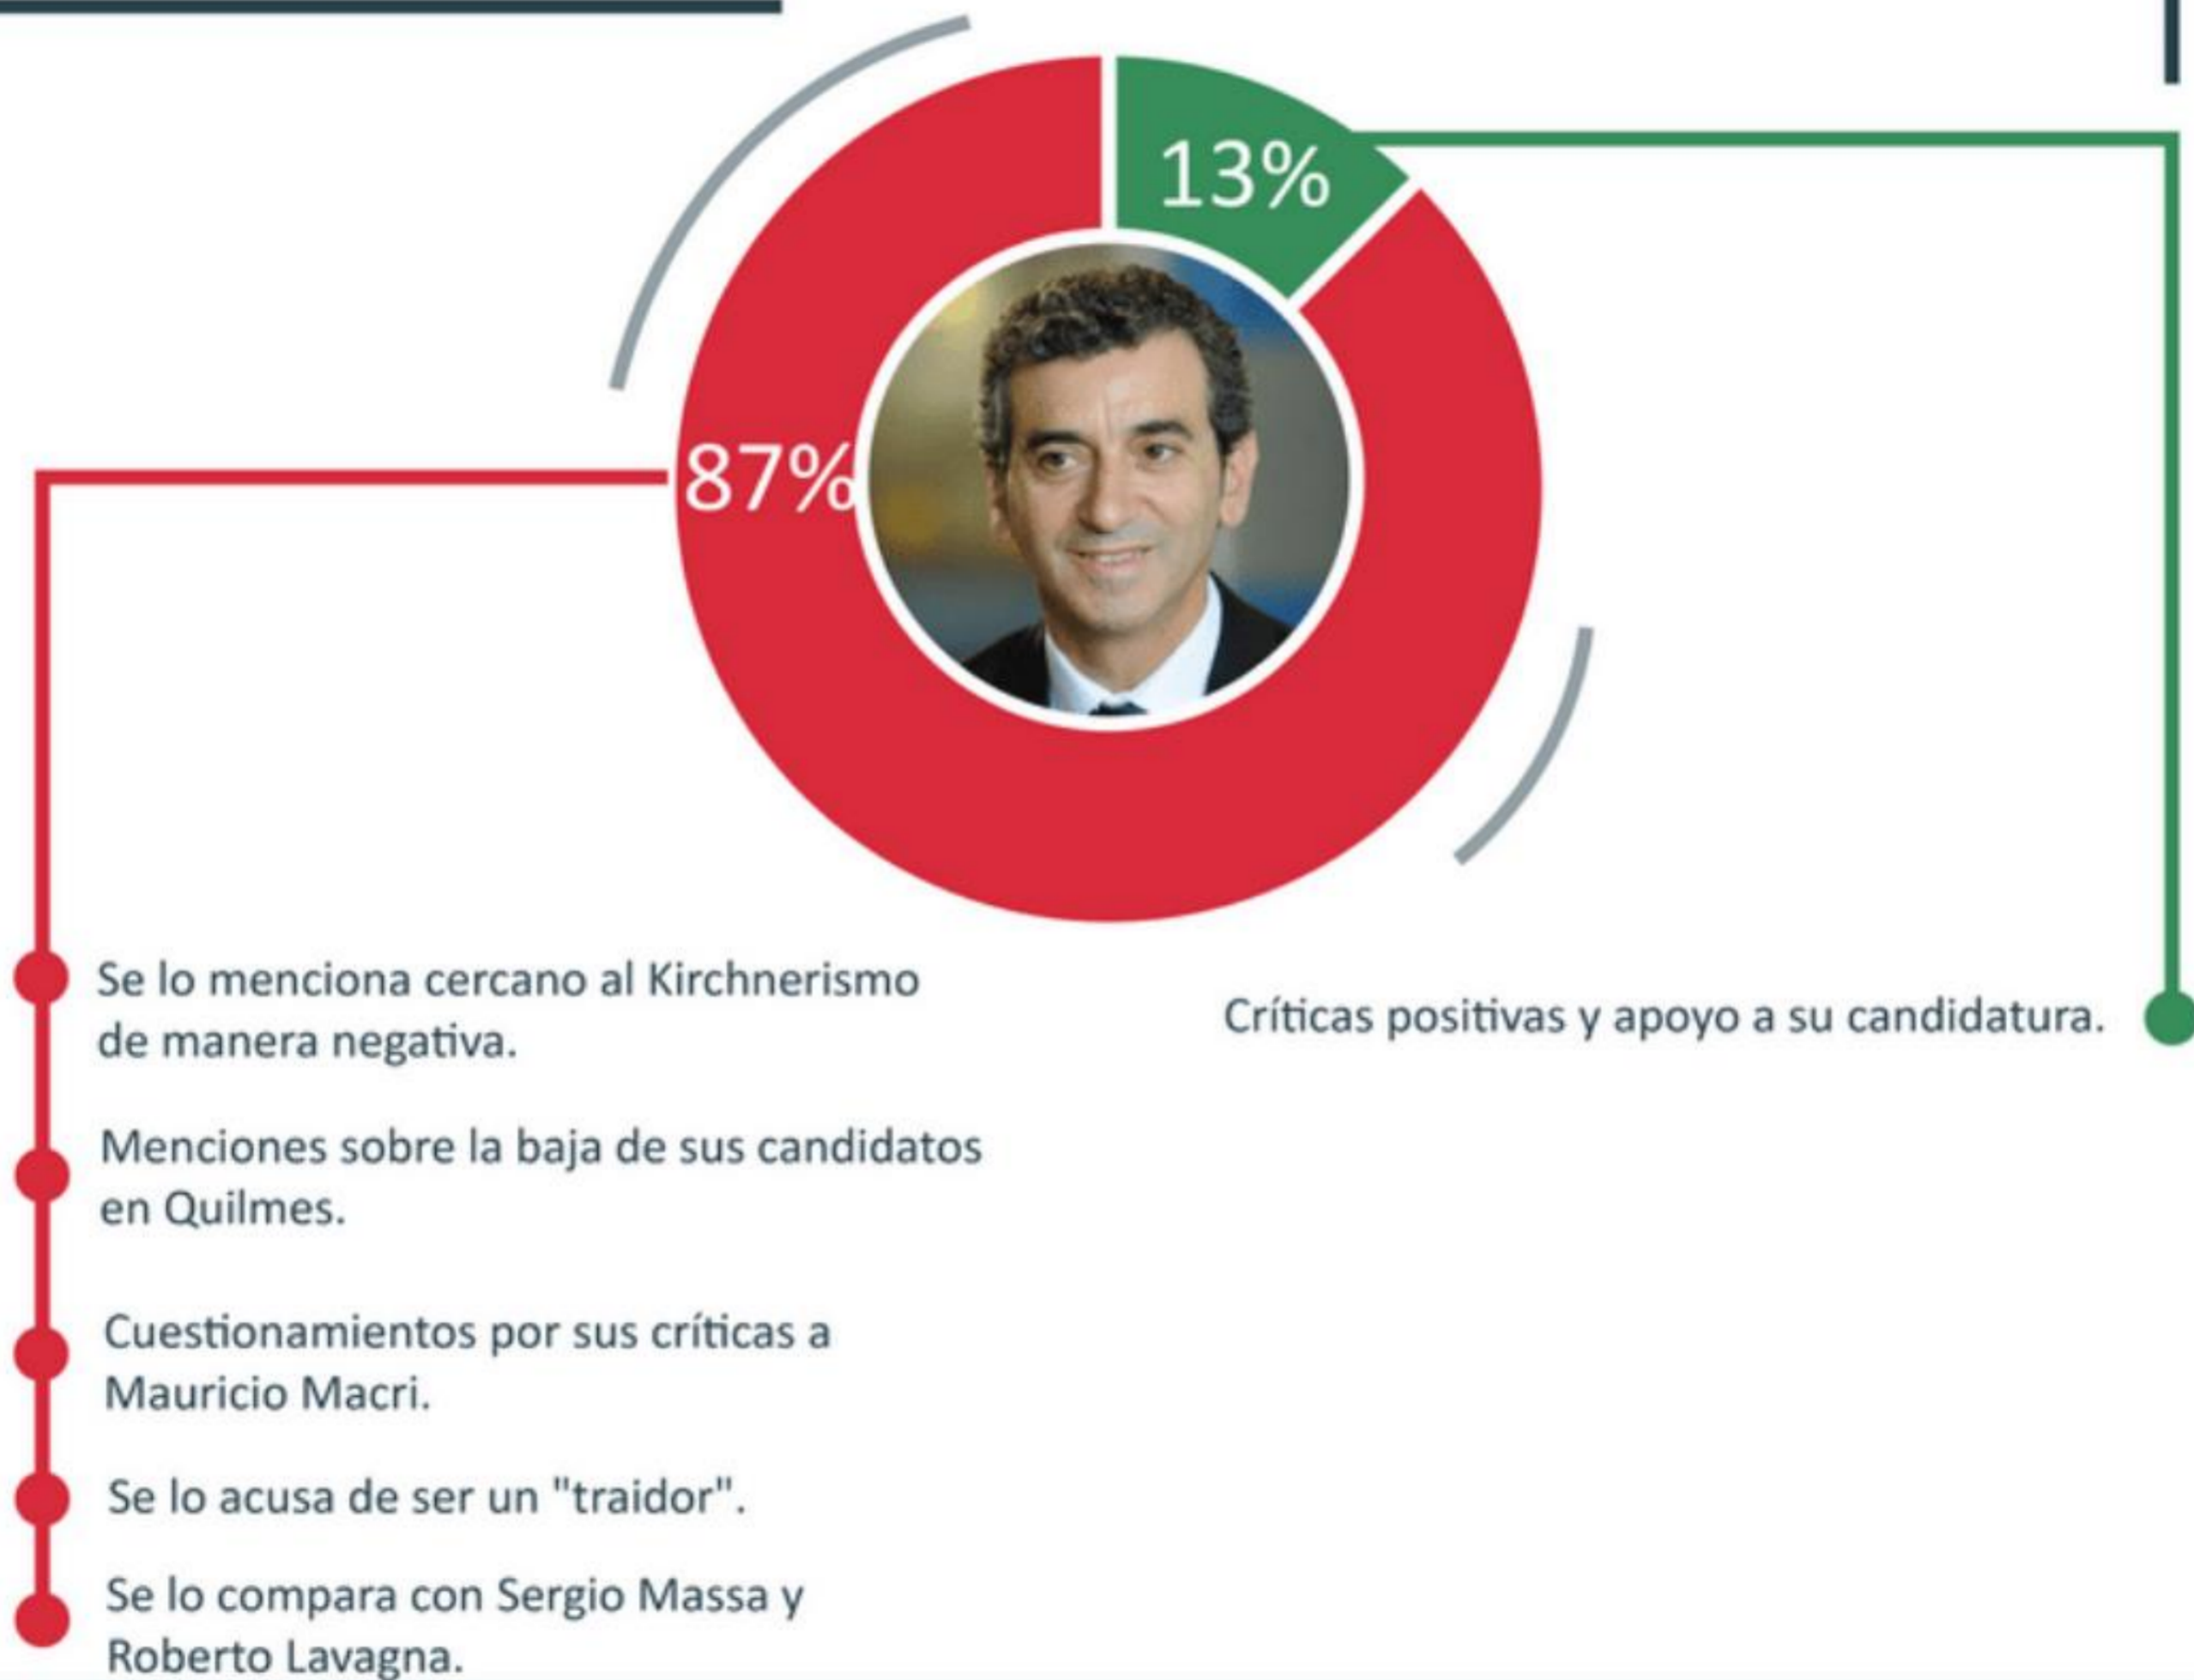 13%
87%
Se lo menciona cercano al Kirchnerismo
de manera negativa.
Menciones sobre la baja de sus candidatos
en Quilmes.
Cuestionamientos por sus críticas a
Mauricio Macri.
Se lo acusa de ser un "traidor".
Se lo compara con Sergio Massa y
Roberto Lavagna.
Críticas positivas y apoyo a su candidatura.